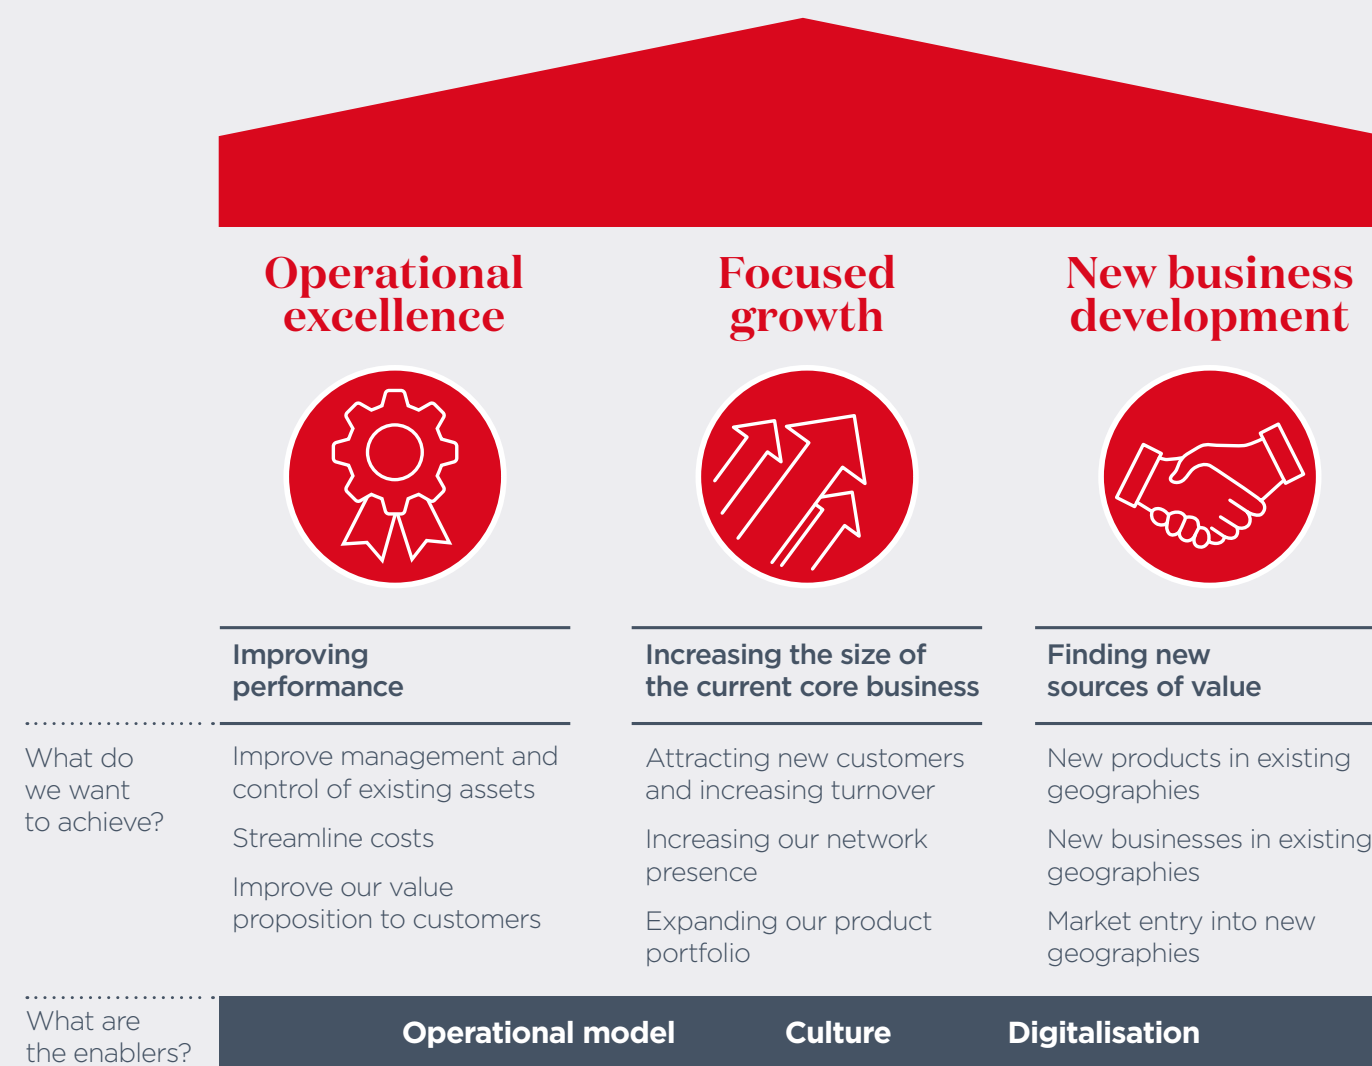 Operational
excellence
Focused
growth
New business
development
Improving
performance
Increasing the size of
the current core business
Finding new
sources of value
What do
we want
to achieve?
Improve management and
control of existing assets
Streamline costs
Improve our value
proposition to customers
Attracting new customers
and increasing turnover
Increasing our network
presence
Expanding our product
portfolio
New products in existing
geographies
New businesses in existing
geographies
Market entry into new
geographies
What are
the enablers?
Operational model
Culture
Digitalisation